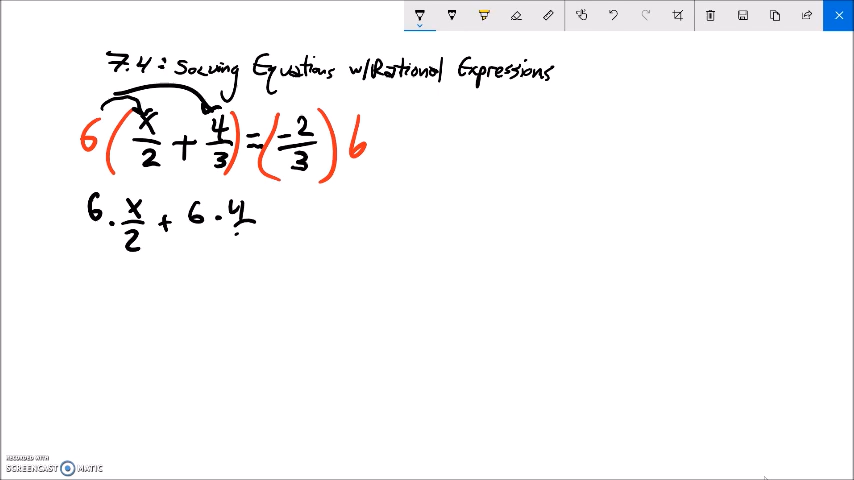 7.4: Solving Equations w/Rational Expressions
6(x/2 + 4/3) = (-2/3)6
6·x/2 + 6·4
RECORDED WITH
SCREENCAST MATIC